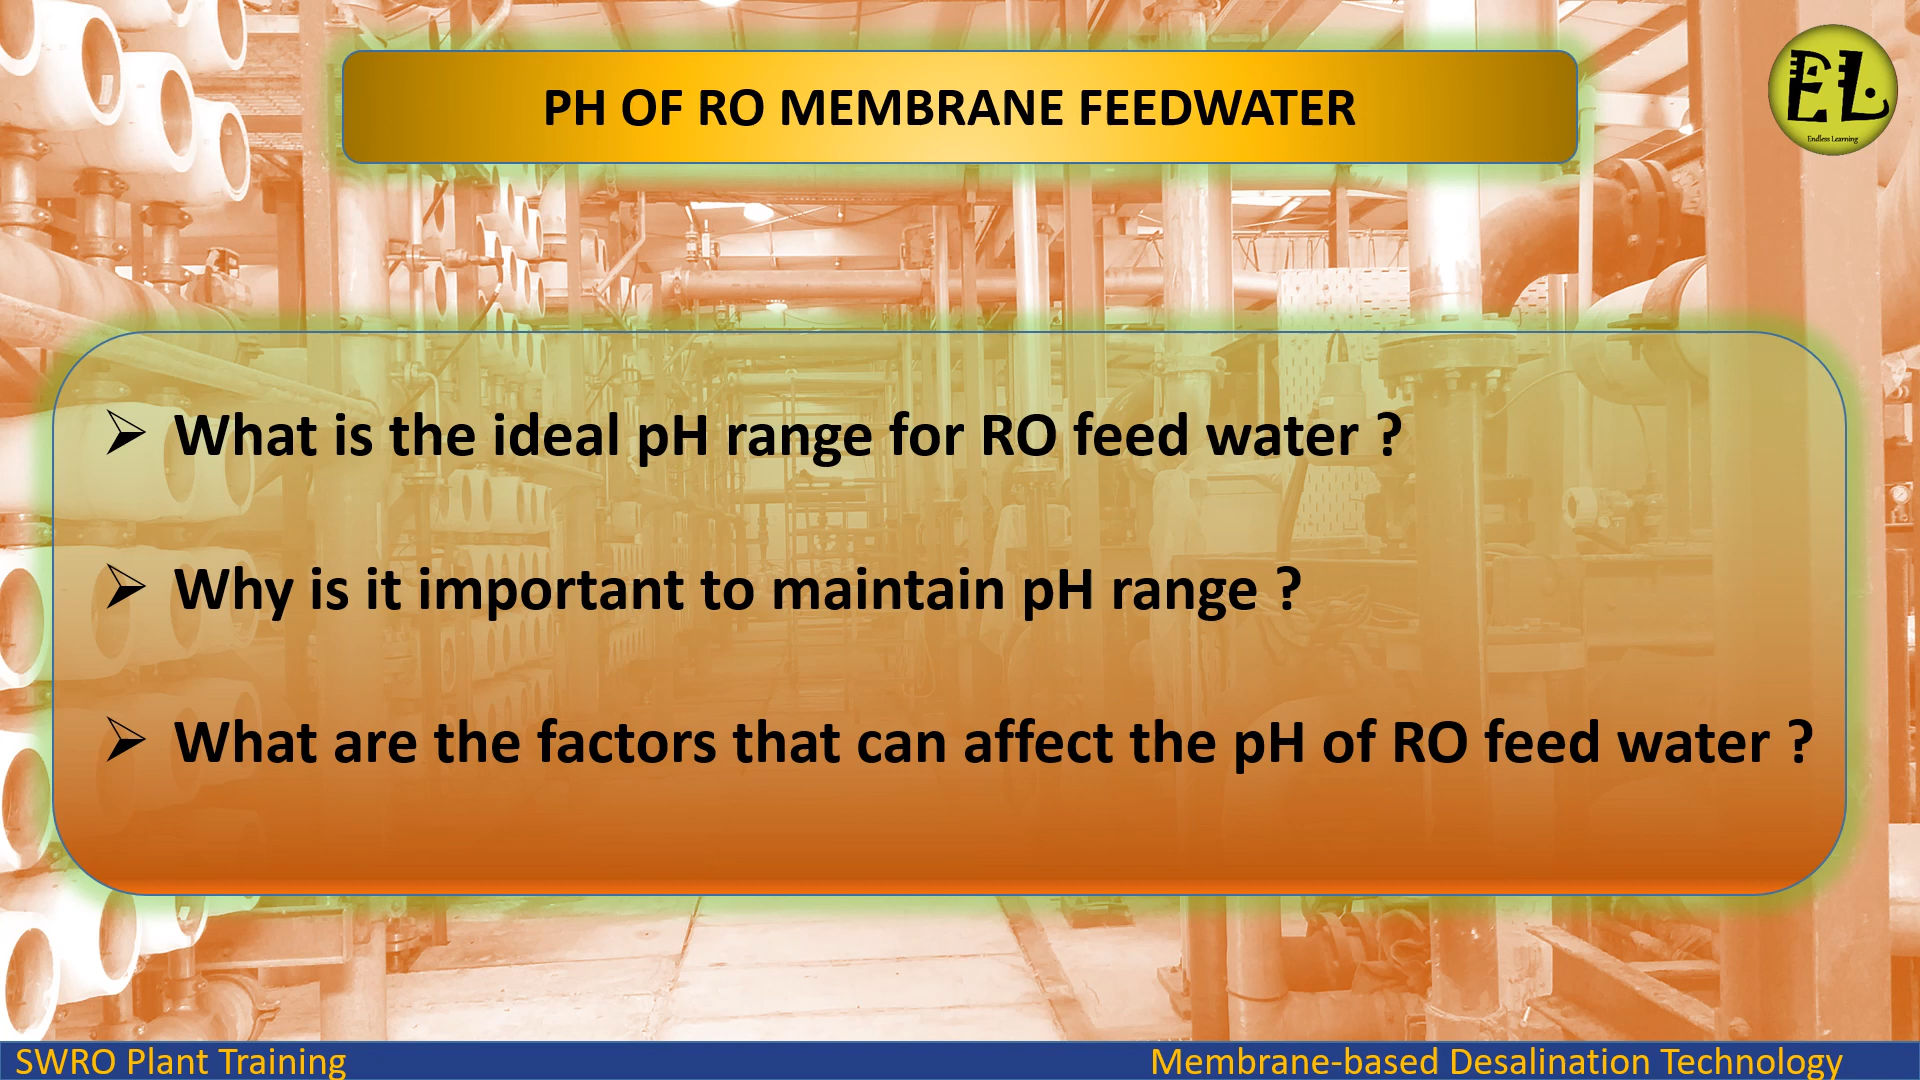 PH OF RO MEMBRANE FEEDWATER
EL
Endless Learning
What is the ideal pH range for RO feed water ?
Why is it important to maintain pH range ?
What are the factors that can affect the pH of RO feed water ?
SWRO Plant Training
Membrane-based Desalination Technology